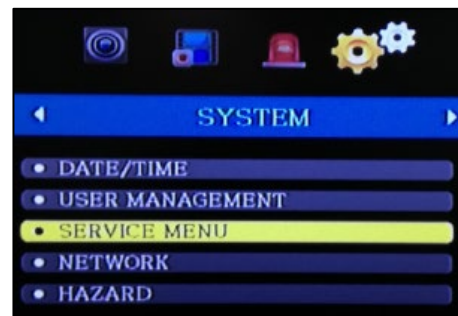 SYSTEM
DATE/TIME
USER MANAGEMENT
SERVICE MENU
NETWORK
HAZARD